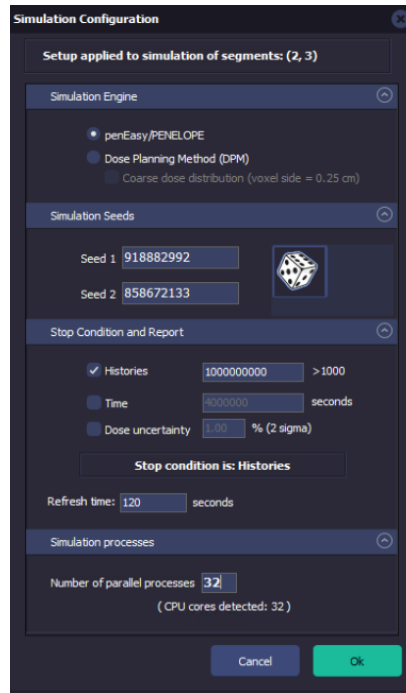 Simulation Configuration
Setup applied to simulation of segments: (2, 3)
Simulation Engine
penEasy/PENELOPE
Dose Planning Method (DPM)
Coarse dose distribution (voxel side = 0.25 cm)
Simulation Seeds
Seed 1 918882992
Seed 2 858672133
Stop Condition and Report
Histories 1000000000 >1000
Time 4000000 seconds
Dose uncertainty 1.00 % (2 sigma)
Stop condition is: Histories
Refresh time: 120 seconds
Simulation processes
Number of parallel processes 32
( CPU cores detected: 32 )
Cancel Ok